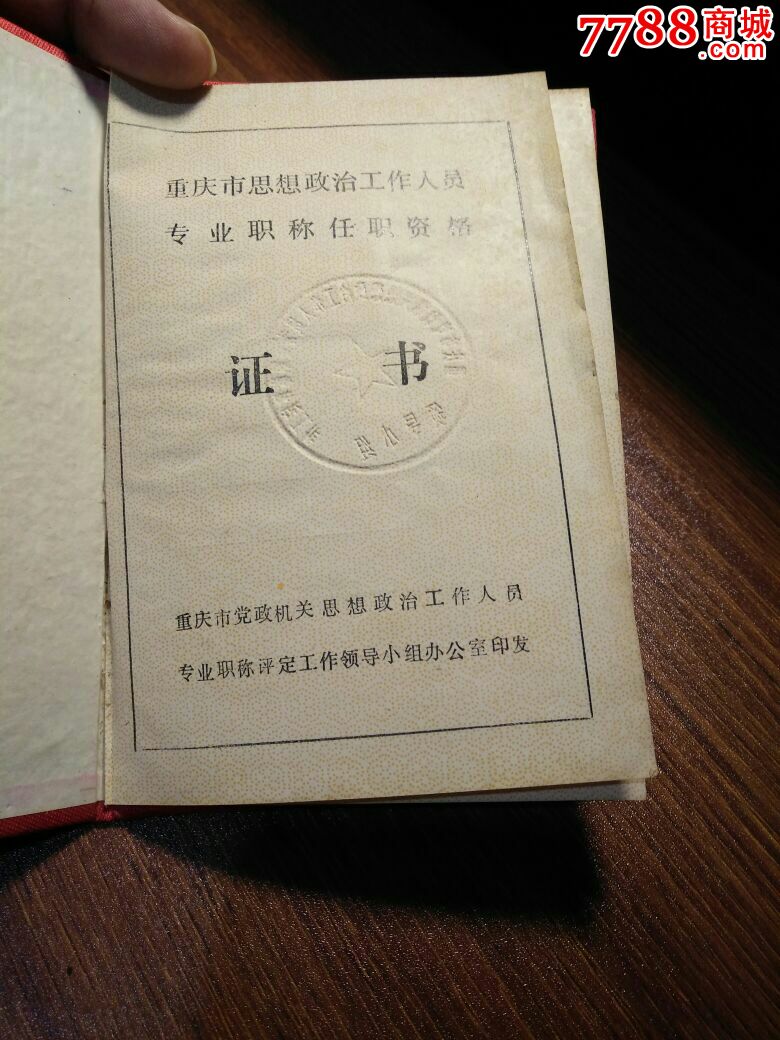 7788商城
.com
重庆市思想政治工作人员
专业职称任职资格
证书
重庆市党政机关思想政治工作人员
专业职称评定工作领导小组办公室印发